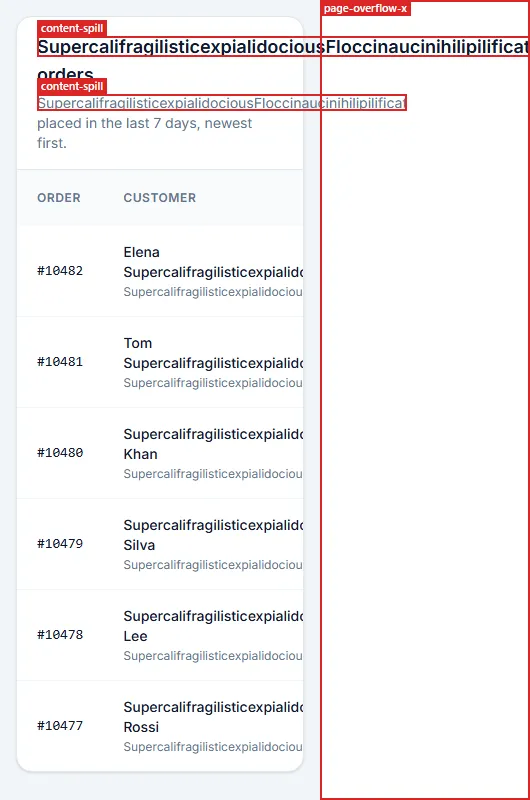 content-spill
page-overflow-x
SupercalifragilisticexpialidociousFloccinaucinihilipilificat
orders
content-spill
SupercalifragilisticexpialidociousFloccinaucinihilipilificat
placed in the last 7 days, newest
first.
ORDER CUSTOMER
Elena
#10482 Supercalifragilisticexpialido
Supercalifragilisticexpialidociou
Tom
#10481 Supercalifragilisticexpialido
Supercalifragilisticexpialidociou
Supercalifragilisticexpialido
#10480 Khan
Supercalifragilisticexpialidociou
Supercalifragilisticexpialido
#10479 Silva
Supercalifragilisticexpialidociou
Supercalifragilisticexpialido
#10478 Lee
Supercalifragilisticexpialidociou
Supercalifragilisticexpialido
#10477 Rossi
Supercalifragilisticexpialidociou